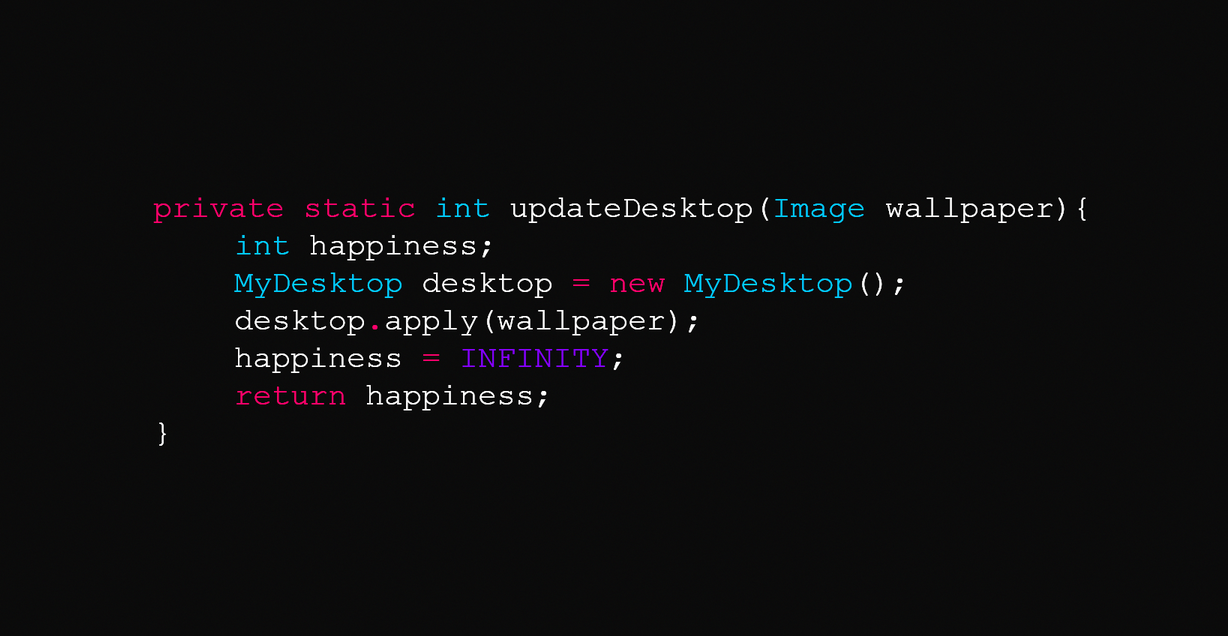 private static int updateDesktop(Image wallpaper){
int happiness;
MyDesktop desktop = new MyDesktop();
desktop.apply(wallpaper);
happiness = INFINITY;
return happiness;
}